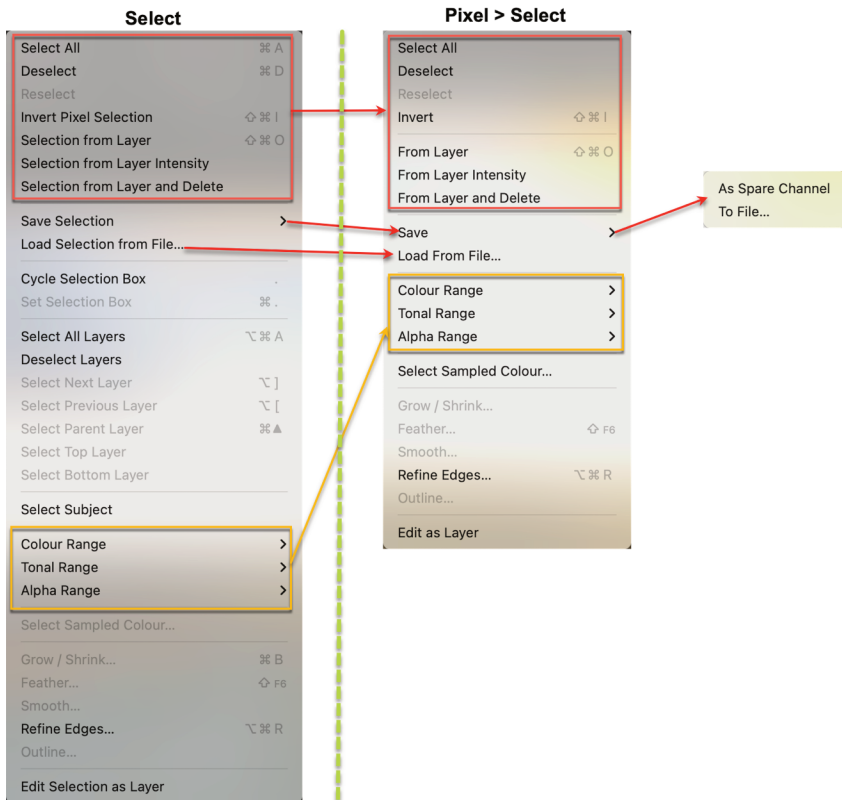 Select
Select All ⌘ A
Deselect ⌘ D
Reselect
Invert Pixel Selection ⇧ ⌘ I
Selection from Layer ⇧ ⌘ O
Selection from Layer Intensity
Selection from Layer and Delete
Save Selection
Load Selection from File...
Cycle Selection Box .
Set Selection Box ⌘ .
Select All Layers ⌥ ⌘ A
Deselect Layers
Select Next Layer ⌥ ]
Select Previous Layer ⌥ [
Select Parent Layer ⌘ ▲
Select Top Layer
Select Bottom Layer
Select Subject
Colour Range
Tonal Range
Alpha Range
Select Sampled Colour...
Grow / Shrink... ⌘ B
Feather... ⇧ F6
Smooth...
Refine Edges... ⌥ ⌘ R
Outline...
Edit Selection as Layer
Pixel > Select
Select All
Deselect
Reselect
Invert ⇧ ⌘ I
From Layer ⇧ ⌘ O
From Layer Intensity
From Layer and Delete
Save
Load From File...
Colour Range
Tonal Range
Alpha Range
Select Sampled Colour...
Grow / Shrink...
Feather... ⇧ F6
Smooth...
Refine Edges... ⌥ ⌘ R
Outline...
Edit as Layer
As Spare Channel
To File...